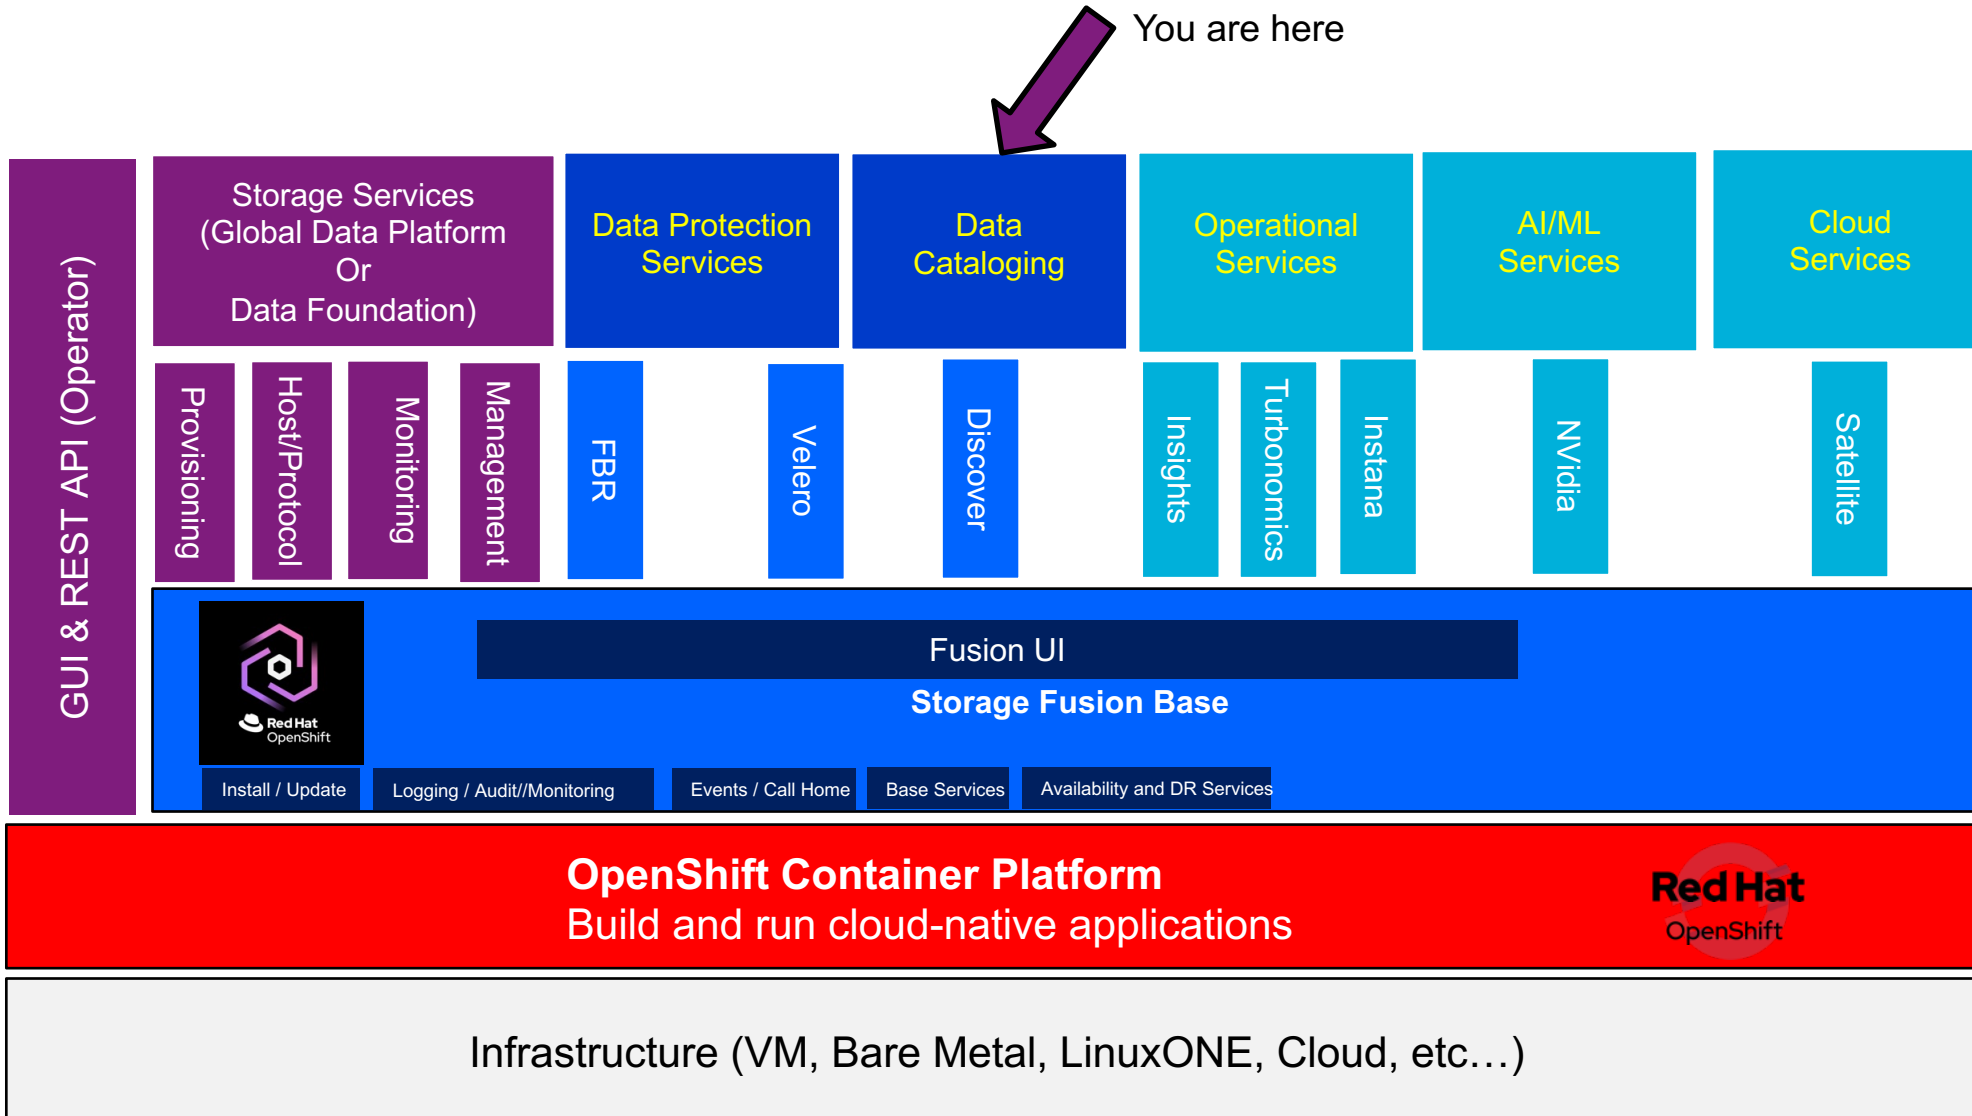 You are here
GUI & REST API (Operator)
Storage Services
(Global Data Platform
Or
Data Foundation)
Data Protection
Services
Data
Cataloging
Operational
Services
AI/ML
Services
Cloud
Services
Provisioning
Host/Protocol
Monitoring
Management
FBR
Velero
Discover
Insights
Turbonomics
Instana
NVidia
Satellite
Fusion UI
Storage Fusion Base
Red Hat
OpenShift
Install / Update
Logging / Audit//Monitoring
Events / Call Home
Base Services
Availability and DR Services
OpenShift Container Platform
Build and run cloud-native applications
Red Hat
OpenShift
Infrastructure (VM, Bare Metal, LinuxONE, Cloud, etc…)